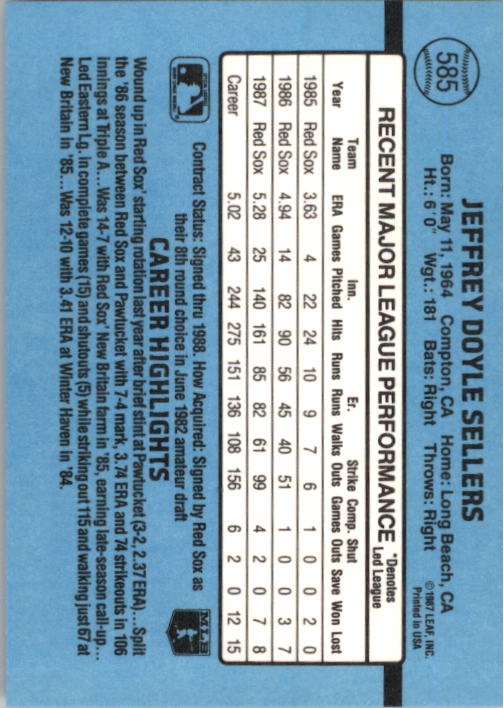 585
JEFFREY DOYLE SELLERS
Born: May 11, 1964 Compton, CA Home: Long Beach, CA
Ht.: 6'0" Wgt.: 181 Bats: Right Throws: Right
©1987 LEAF, INC.
Printed in USA
RECENT MAJOR LEAGUE PERFORMANCE *Denotes Led League
Team Inn. Er. Strike Comp. Shut
Year Name ERA Games Pitched Hits Runs Runs Walks Outs Games Outs Save Won Lost
1985 Red Sox 3.63 4 22 24 10 9 7 6 1 0 0 2 0
1986 Red Sox 4.94 14 82 90 56 45 40 51 1 0 0 3 7
1987 Red Sox 5.28 25 140 161 85 82 61 99 4 2 0 7 8
Career 5.02 43 244 275 151 136 108 156 6 2 0 12 15
Contract Status: Signed thru 1988. How Acquired: Signed by Red Sox as
their 8th round choice in June 1982 amateur draft
MLB
CAREER HIGHLIGHTS
Wound up in Red Sox' starting rotation last year after brief stint at Pawtucket (3-2, 2.37 ERA)...Split
the '86 season between Red Sox and Pawtucket with 7-4 mark, 3.74 ERA and 74 strikeouts in 106
innings at Triple A...Was 14-7 with Red Sox' New Britain farm in '85, earning late-season call-up...
Led Eastern Lg. in complete games (15) and shutouts (5) while striking out 115 and walking just 67 at
New Britain in '85...Was 12-10 with 3.41 ERA at Winter Haven in '84.